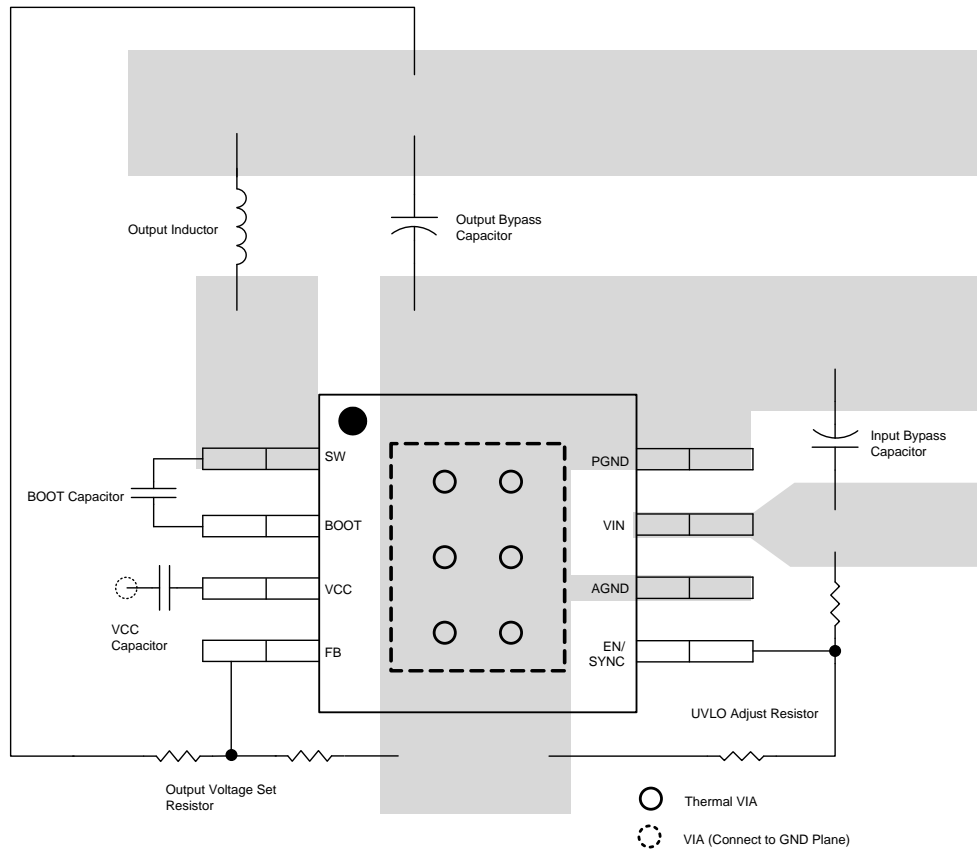 Output Inductor
Output Bypass
Capacitor
Input Bypass
Capacitor
BOOT Capacitor
SW
PGND
BOOT
VIN
VCC
AGND
VCC
Capacitor
FB
EN/
SYNC
UVLO Adjust Resistor
Output Voltage Set
Resistor
Thermal VIA
VIA (Connect to GND Plane)